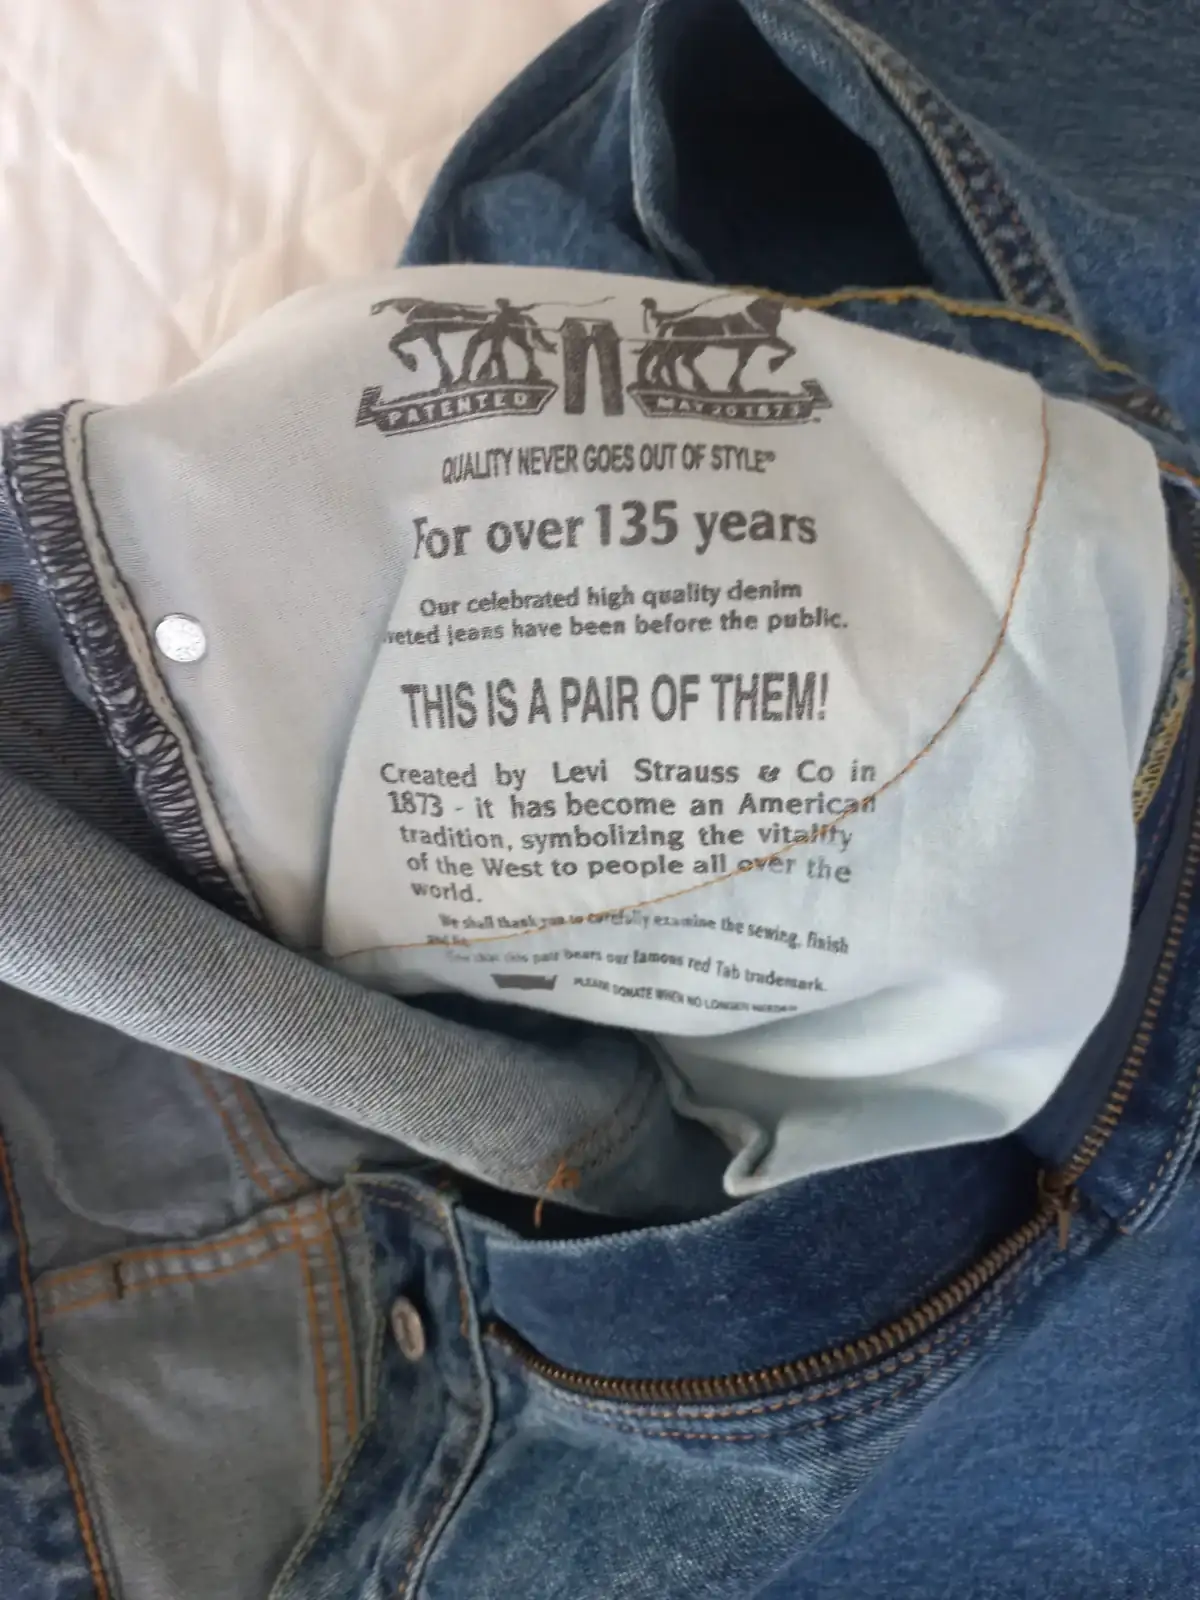 PATENTED MAY 20 1873
QUALITY NEVER GOES OUT OF STYLE®
For over 135 years
Our celebrated high quality denim
jeans have been before the public.
THIS IS A PAIR OF THEM!
Created by Levi Strauss & Co in
1873 - it has become an American
tradition, symbolizing the vitality
of the West to people all over the
world.
We shall thank you to carefully examine the sewing, finish
and
this pair bears our famous red Tab trademark.
PLEASE DONATE WHEN NO LONGER